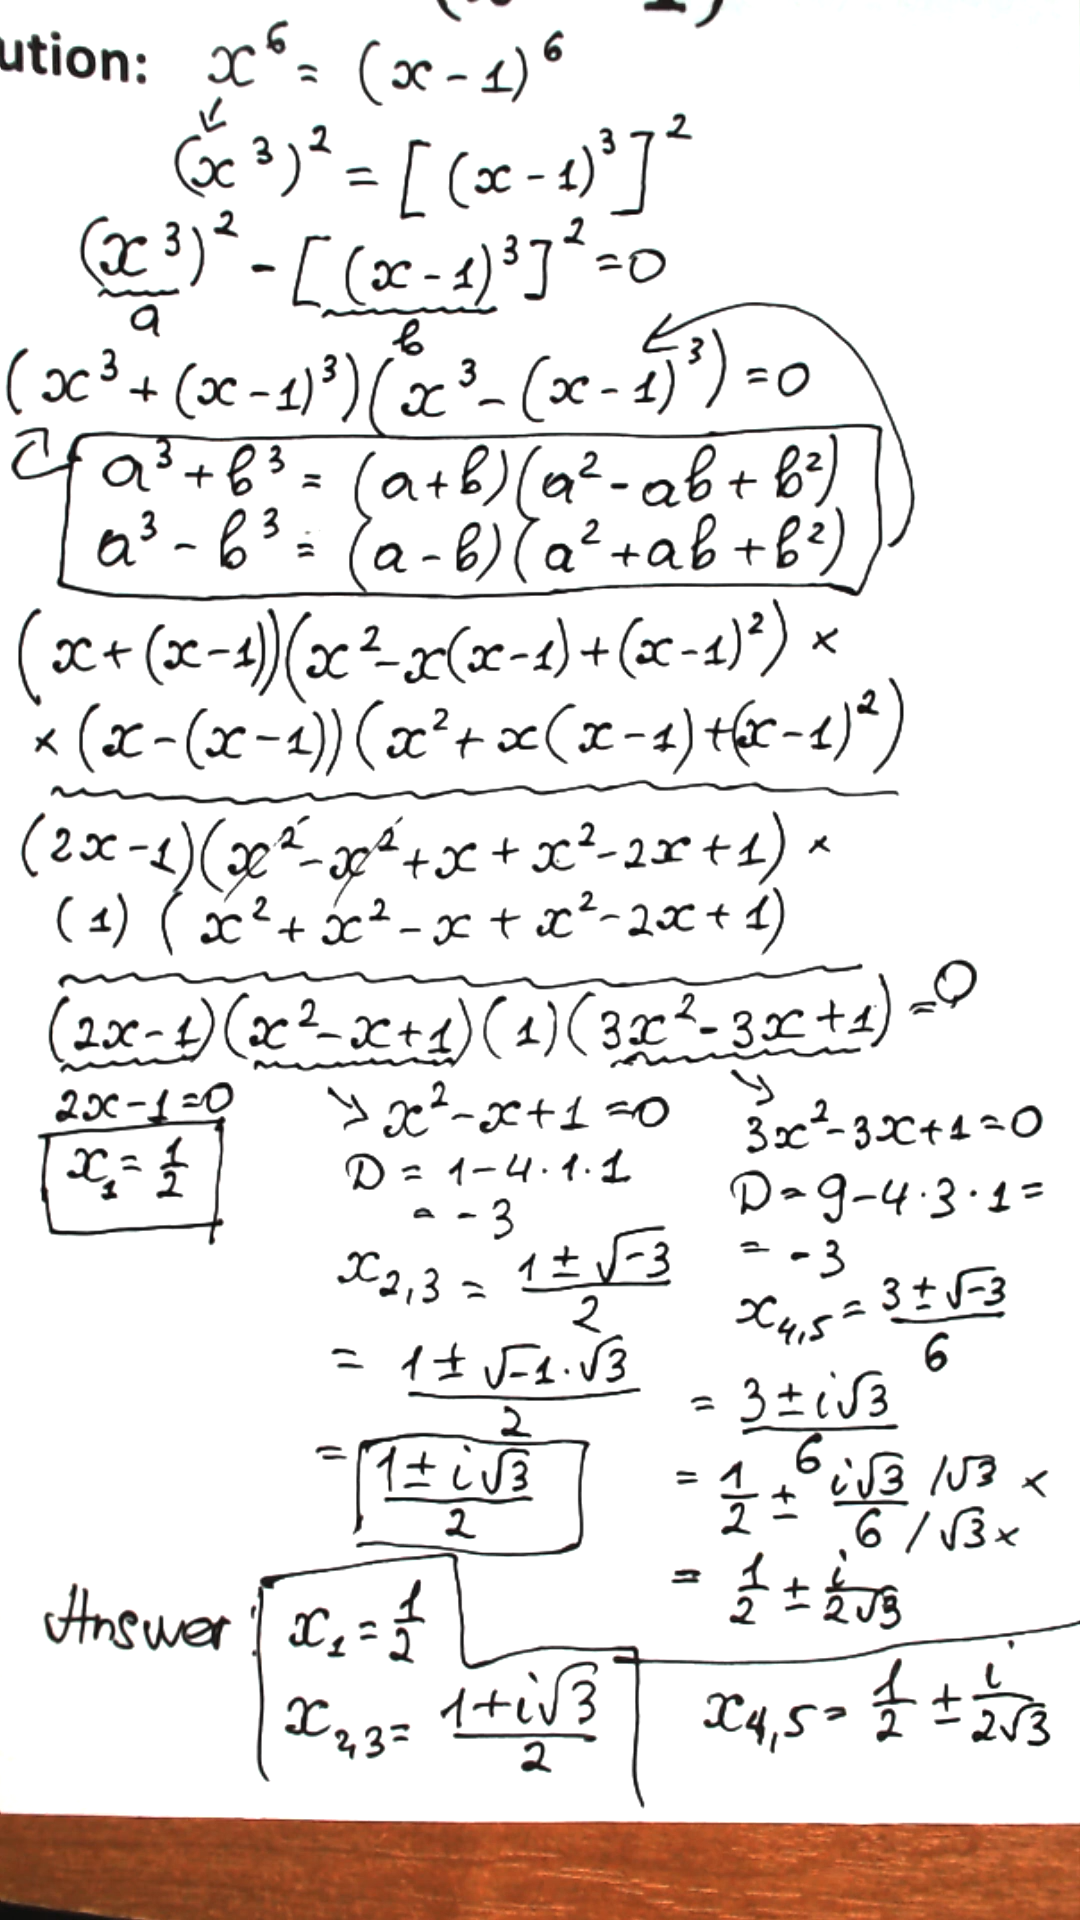 ution: x⁶ = (x - 1)⁶
(x³)² = [(x - 1)³]²
(x³)² - [(x - 1)³]² = 0
a в
(x³ + (x - 1)³)(x³ - (x - 1)³) = 0
a³ + в³ = (a + в)(a² - aв + в²)
a³ - в³ = (a - в)(a² + aв + в²)
(x + (x - 1))(x² - x(x - 1) + (x - 1)²) ×
× (x - (x - 1))(x² + x(x - 1) + (x - 1)²)
(2x - 1)(x² - x² + x + x² - 2x + 1) ×
(1) (x² + x² - x + x² - 2x + 1)
(2x - 1)(x² - x + 1)(1)(3x² - 3x + 1) = 0
2x - 1 = 0
x₁ = 1/2
x² - x + 1 = 0
D = 1 - 4 · 1 · 1
= - 3
x₂,₃ = (1 ± √-3)/2
= (1 ± √-1 · √3)/2
= (1 ± i√3)/2
3x² - 3x + 1 = 0
D = 9 - 4 · 3 · 1 =
= - 3
x₄,₅ = (3 ± √-3)/6
= (3 ± i√3)/6
= 1/2 ± i√3/6 /√3 × /√3 ×
= 1/2 ± i/2√3
Answer:
x₁ = 1/2
x₂,₃ = (1 + i√3)/2
x₄,₅ = 1/2 ± i/2√3